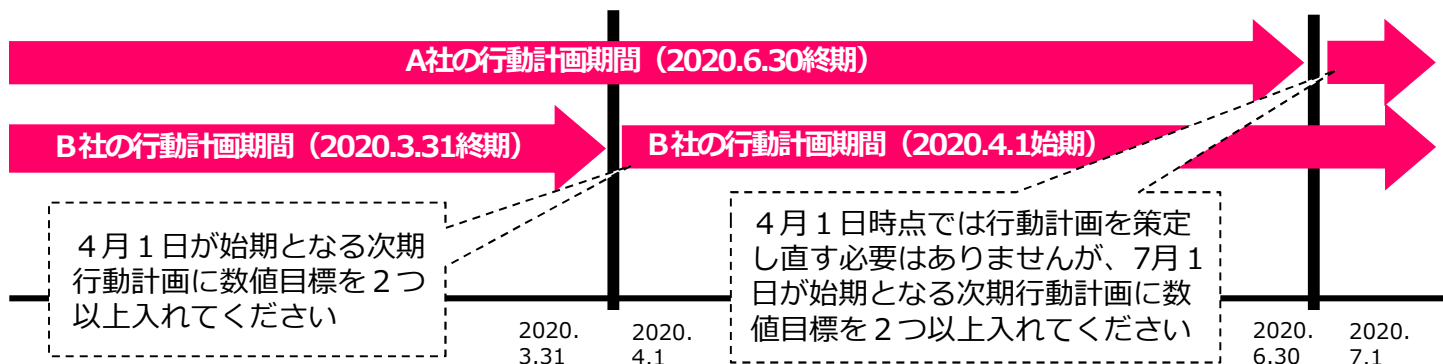 A社の行動計画期間（2020.6.30終期）
B社の行動計画期間（2020.3.31終期）
B社の行動計画期間（2020.4.1始期）
４月１日が始期となる次期
行動計画に数値目標を２つ
以上入れてください
４月１日時点では行動計画を策定
し直す必要はありませんが、7月１
日が始期となる次期行動計画に数
値目標を２つ以上入れてください
2020.
3.31
2020.
4.1
2020.
6.30
2020.
7.1